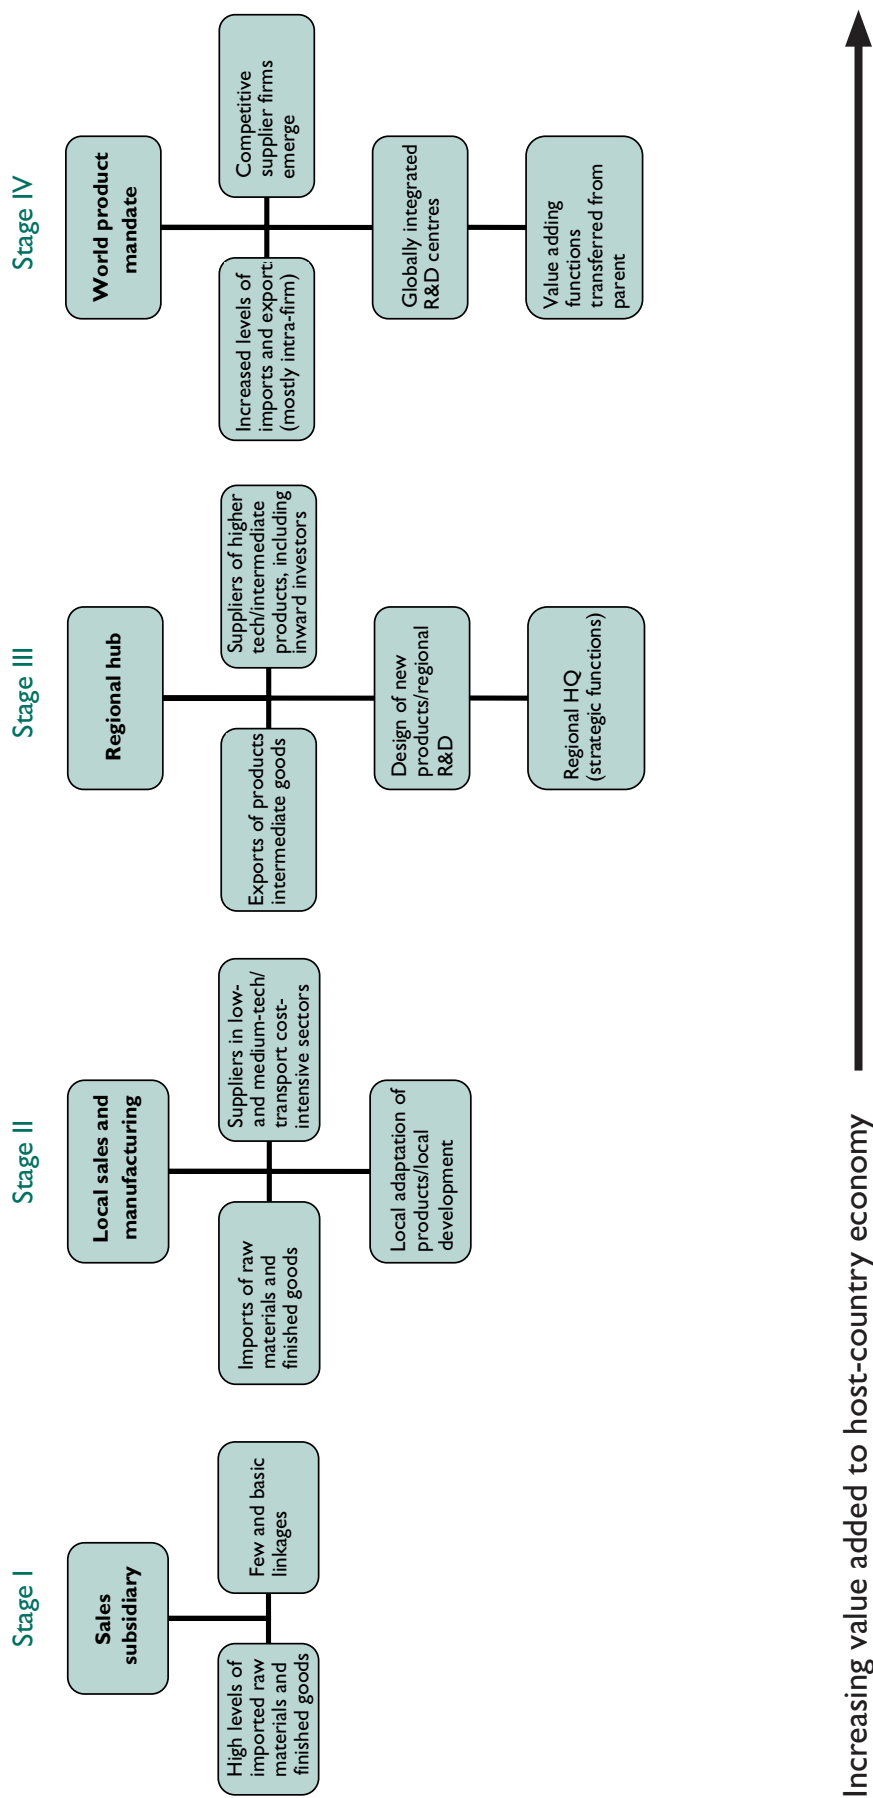 Stage I
Sales
subsidiary
High levels of
imported raw
materials and
finished goods
Few and basic
linkages
Stage II
Local sales and
manufacturing
Imports of raw
materials and
finished goods
Suppliers in low-
and medium-tech/
transport cost-
intensive sectors
Local adaptation of
products/local
development
Stage III
Regional hub
Exports of products
intermediate goods
Suppliers of higher
tech/intermediate
products, including
inward investors
Design of new
products/regional
R&D
Regional HQ
(strategic functions)
Stage IV
World product
mandate
Increased levels of
imports and export
(mostly intra-firm)
Competitive
supplier firms
emerge
Globally integrated
R&D centres
Value adding
functions
transferred from
parent
Increasing value added to host-country economy